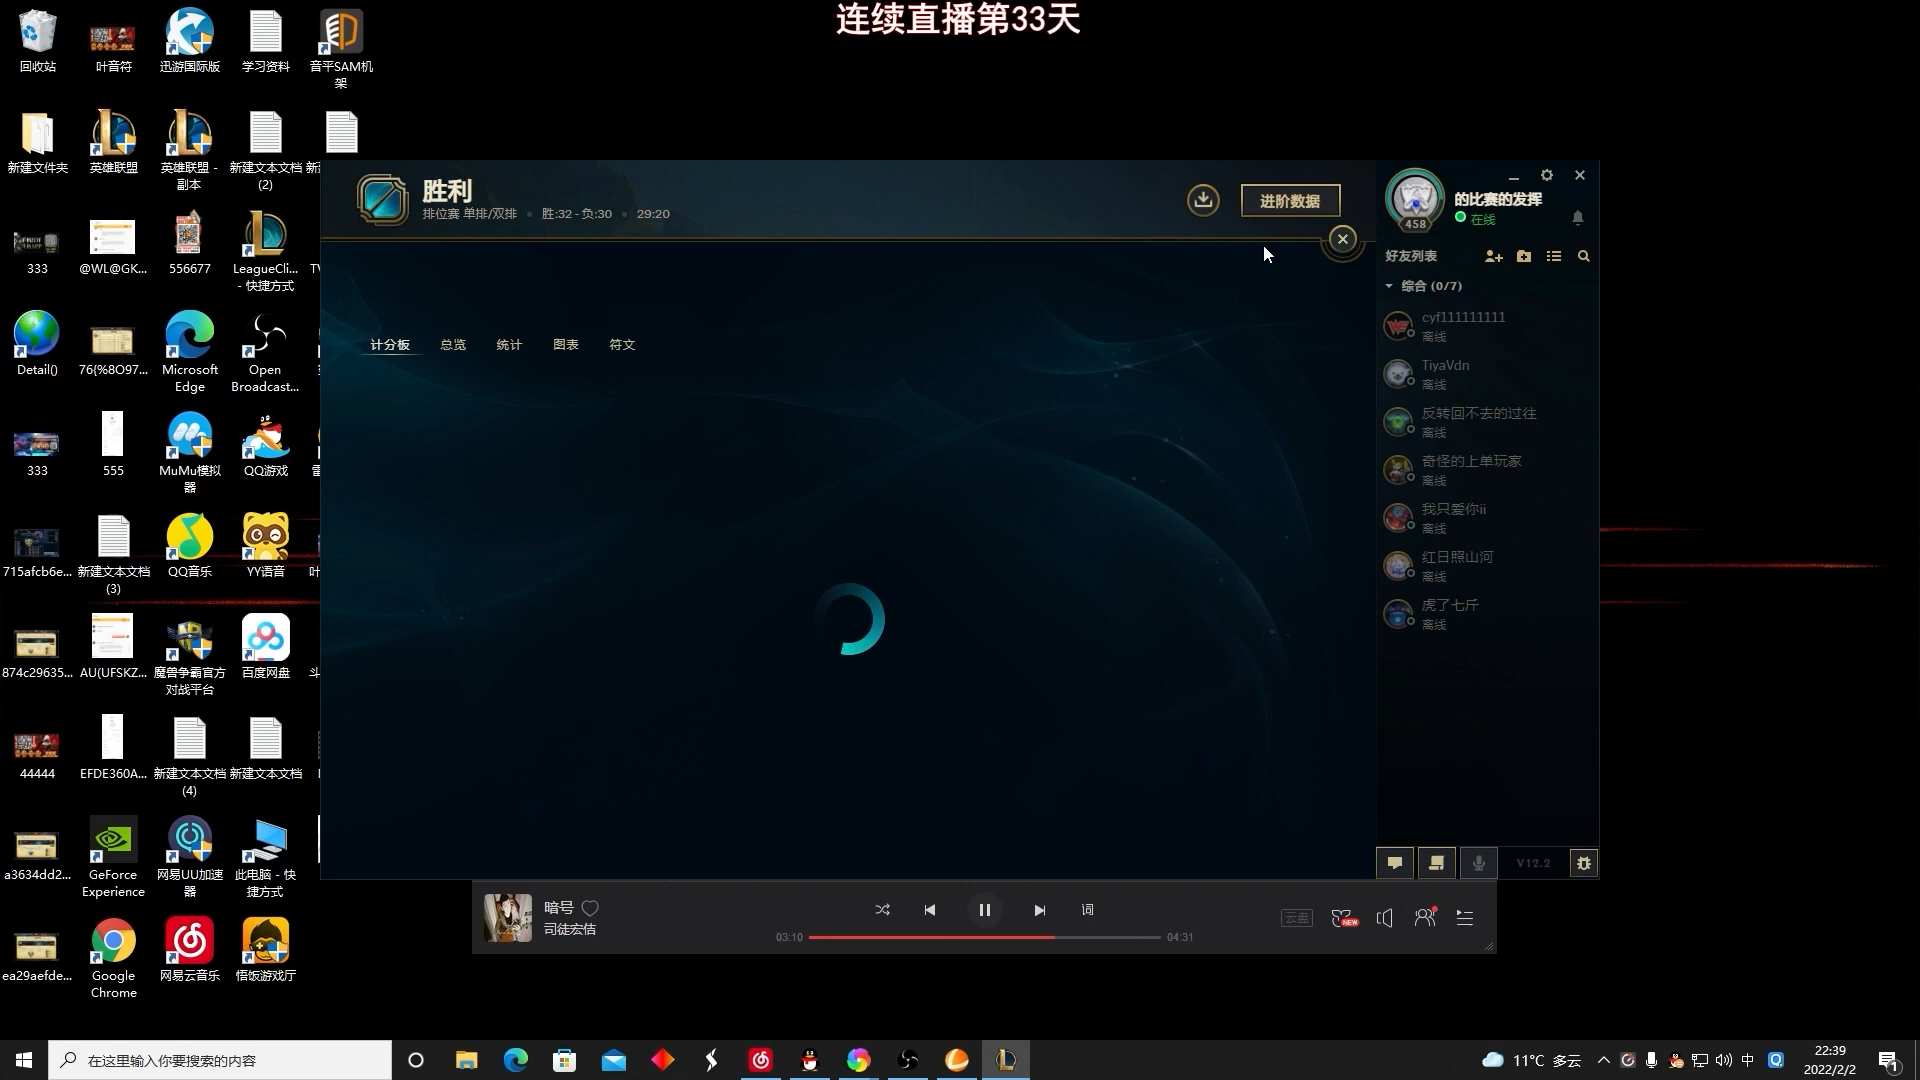 连续直播第33天
回收站
叶音符
迅游国际版
学习资料
音平SAM机
架
新建文件夹
英雄联盟
英雄联盟 -
副本
新建文本文档
(2)
333
@WL@GK...
556677
LeagueCli...
- 快捷方式
Detail()
76{%8O97...
Microsoft
Edge
Open
Broadcast...
333
555
MuMu模拟
器
QQ游戏
715afcb6e...
新建文本文档
(3)
QQ音乐
YY语音
874c29635...
AU(UFSKZ...
魔兽争霸官方
对战平台
百度网盘
44444
EFDE360A...
新建文本文档
(4)
新建文本文档
a3634dd2...
GeForce
Experience
网易UU加速
器
此电脑 - 快
捷方式
ea29aefde...
Google
Chrome
网易云音乐
悟饭游戏厅
胜利
排位赛 单排/双排 • 胜:32 - 负:30 • 29:20
进阶数据
计分板
总览
统计
图表
符文
458
的比赛的发挥
在线
好友列表
综合 (0/7)
cyf111111111
离线
TiyaVdn
离线
反转回不去的过往
离线
奇怪的上单玩家
离线
我只爱你ii
离线
红日照山河
离线
虎了七斤
离线
V12.2
暗号
司徒宏佶
词
03:10
04:31
云盘
NEW
在这里输入你要搜索的内容
11°C 多云
中
22:39
2022/2/2
1